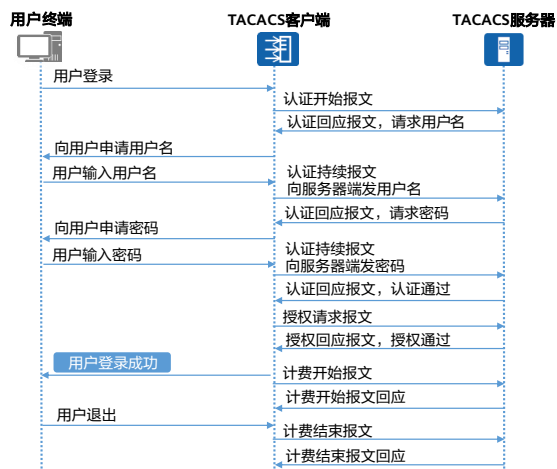 用户终端
TACACS客户端
TACACS服务器
用户登录
认证开始报文
认证回应报文，请求用户名
向用户申请用户名
用户输入用户名
认证持续报文
向服务器端发用户名
认证回应报文，请求密码
向用户申请密码
用户输入密码
认证持续报文
向服务器端发密码
认证回应报文，认证通过
授权请求报文
授权回应报文，授权通过
用户登录成功
计费开始报文
计费开始报文回应
用户退出
计费结束报文
计费结束报文回应